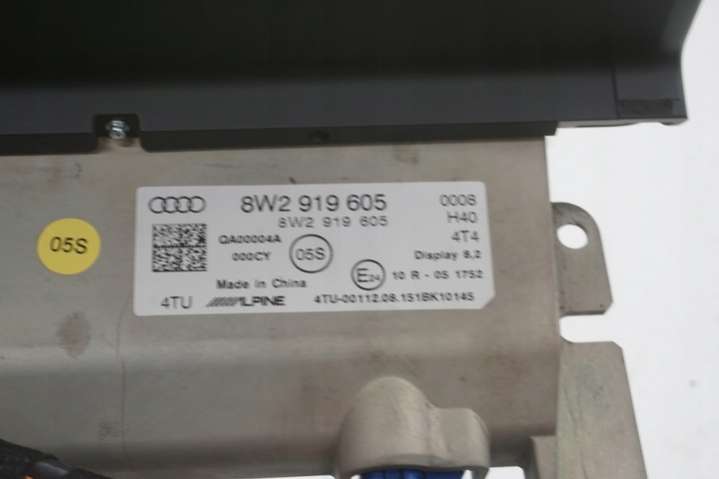 8W2 919 605
0008
8W2 919 605
H40
05S
QA00004A
05S
4T4
000CY
Display 8,2
E24
10 R - 05 1752
Made in China
4TU
ALPINE
4TU-00112.08.151BK10145